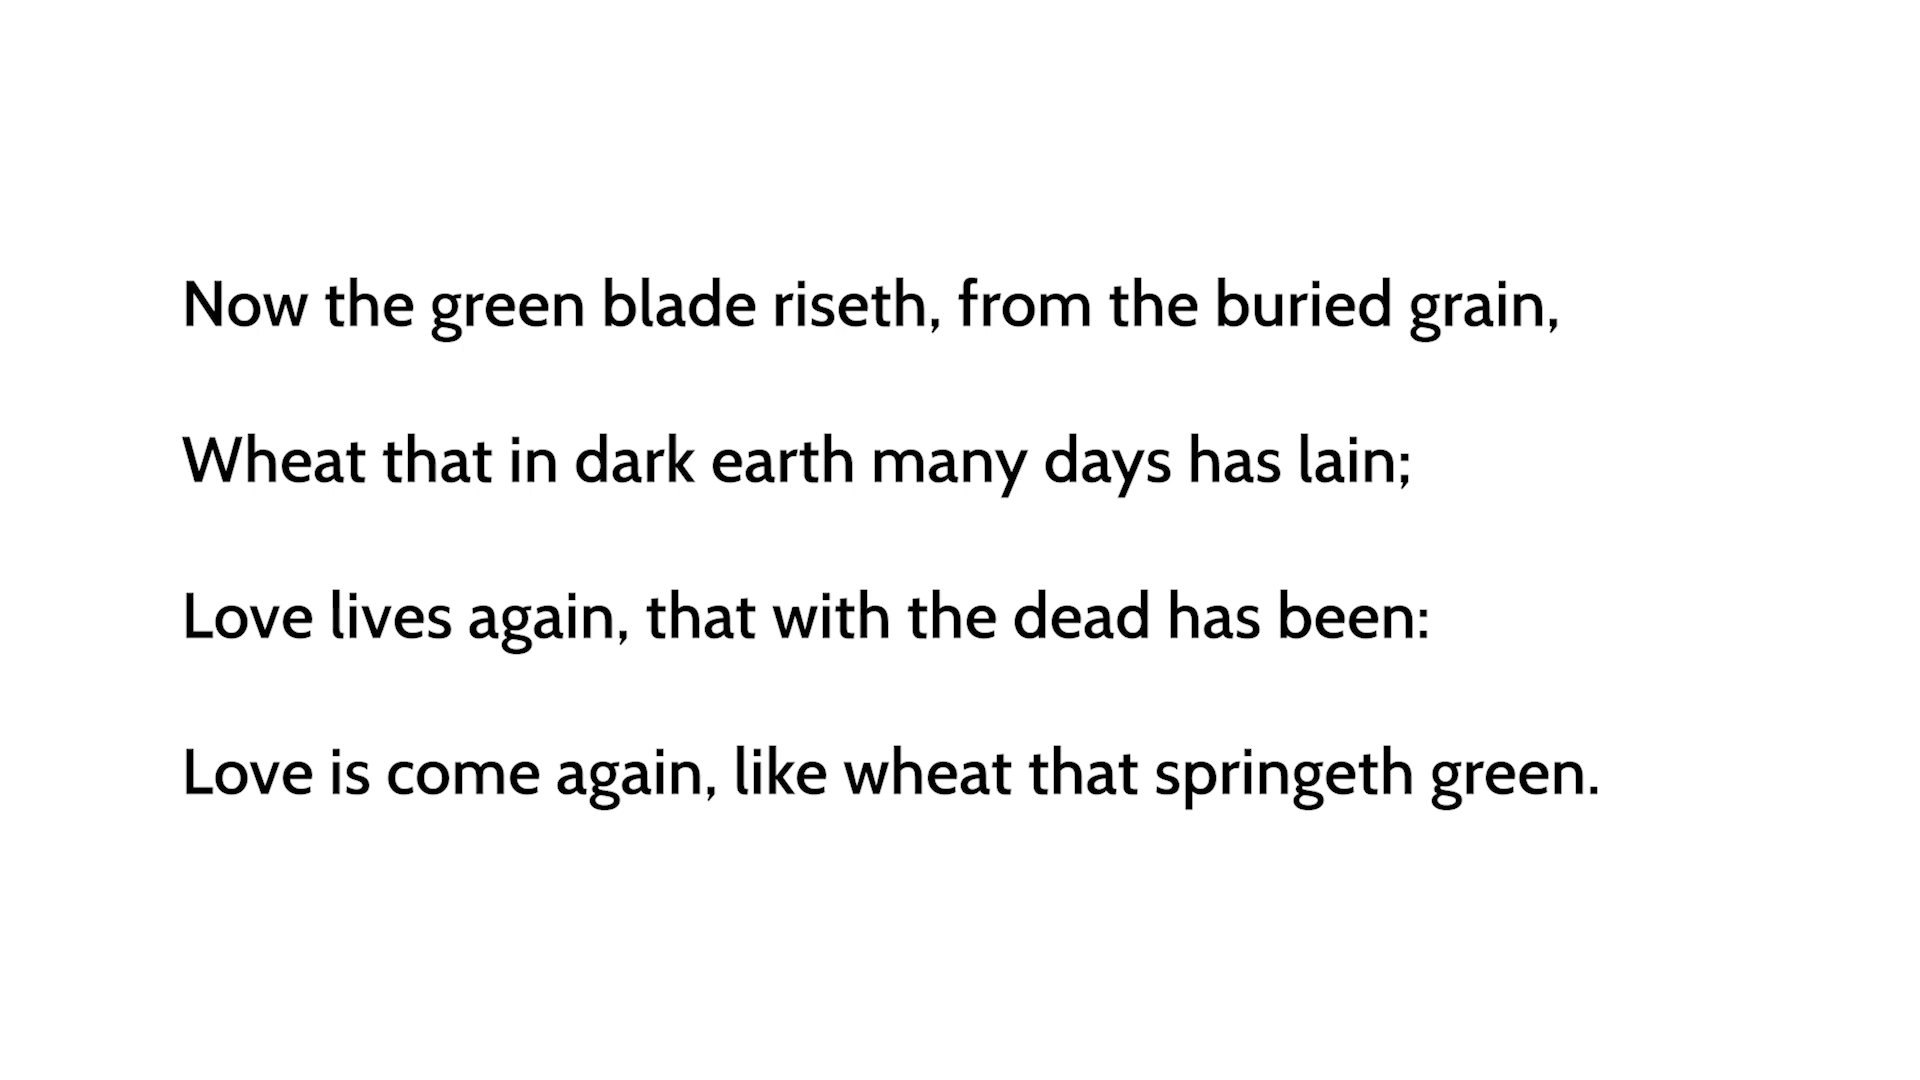 Now the green blade riseth, from the buried grain,
Wheat that in dark earth many days has lain;
Love lives again, that with the dead has been:
Love is come again, like wheat that springeth green.